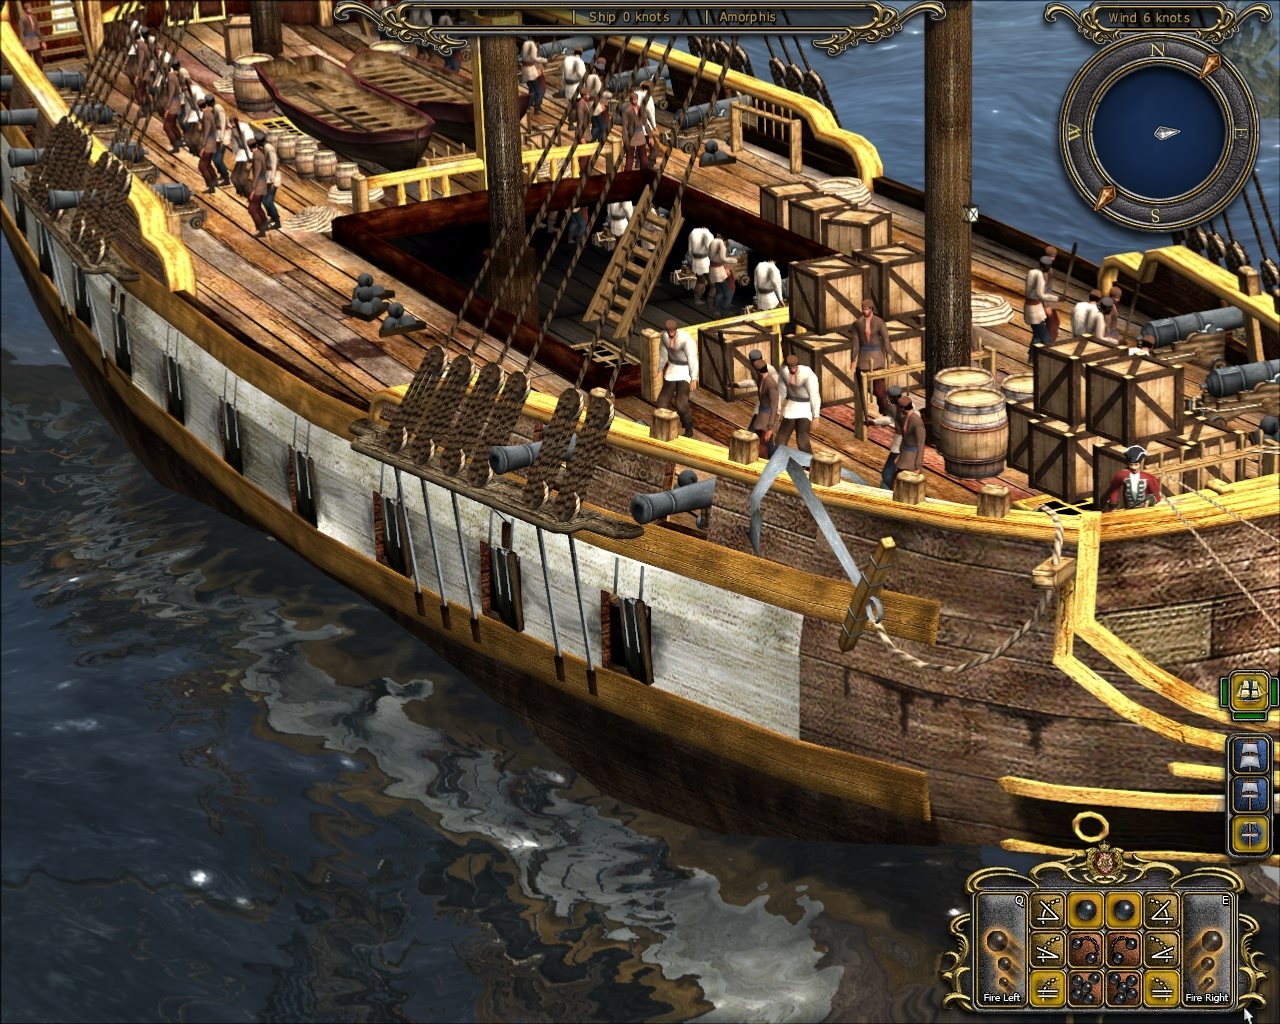 Ship 0 knots
Amorphis
Wind 6 knots
N
W
E
S
Q
E
Fire Left
Fire Right